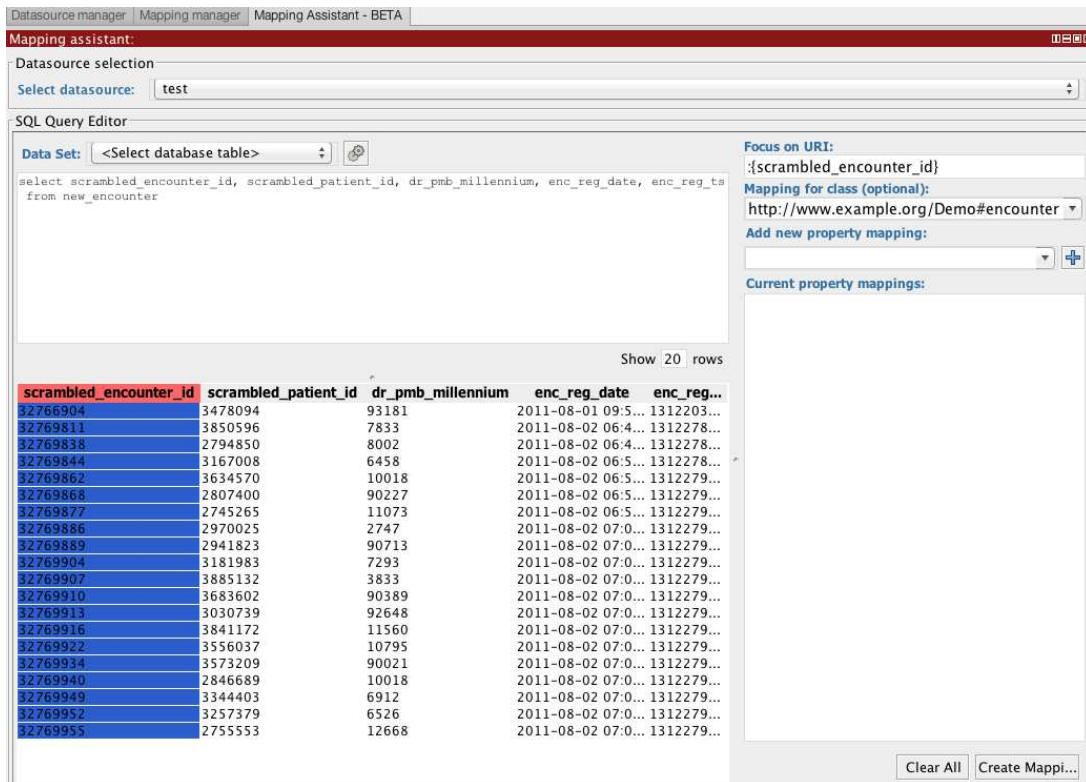 Datasource manager Mapping manager Mapping Assistant - BETA
Mapping assistant:
Datasource selection
Select datasource: test
SQL Query Editor
Data Set: <Select database table>
select scrambled_encounter_id, scrambled_patient_id, dr_pmb_millennium, enc_reg_date, enc_reg_ts
from new_encounter
Focus on URI:
:{scrambled_encounter_id}
Mapping for class (optional):
http://www.example.org/Demo#encounter
Add new property mapping:
Current property mappings:
Show 20 rows
scrambled_encounter_id scrambled_patient_id dr_pmb_millennium enc_reg_date enc_reg...
32766904 3478094 93181 2011-08-01 09:5... 1312203...
32769811 3850596 7833 2011-08-02 06:4... 1312278...
32769838 2794850 8002 2011-08-02 06:4... 1312278...
32769844 3167008 6458 2011-08-02 06:5... 1312278...
32769862 3634570 10018 2011-08-02 06:5... 1312279...
32769868 2807400 90227 2011-08-02 06:5... 1312279...
32769877 2745265 11073 2011-08-02 06:5... 1312279...
32769886 2970025 2747 2011-08-02 07:0... 1312279...
32769889 2941823 90713 2011-08-02 07:0... 1312279...
32769904 3181983 7293 2011-08-02 07:0... 1312279...
32769907 3885132 3833 2011-08-02 07:0... 1312279...
32769910 3683602 90389 2011-08-02 07:0... 1312279...
32769913 3030739 92648 2011-08-02 07:0... 1312279...
32769916 3841172 11560 2011-08-02 07:0... 1312279...
32769922 3556037 10795 2011-08-02 07:0... 1312279...
32769934 3573209 90021 2011-08-02 07:0... 1312279...
32769940 2846689 10018 2011-08-02 07:0... 1312279...
32769949 3344403 6912 2011-08-02 07:0... 1312279...
32769952 3257379 6526 2011-08-02 07:0... 1312279...
32769955 2755553 12668 2011-08-02 07:0... 1312279...
Clear All Create Mappi...